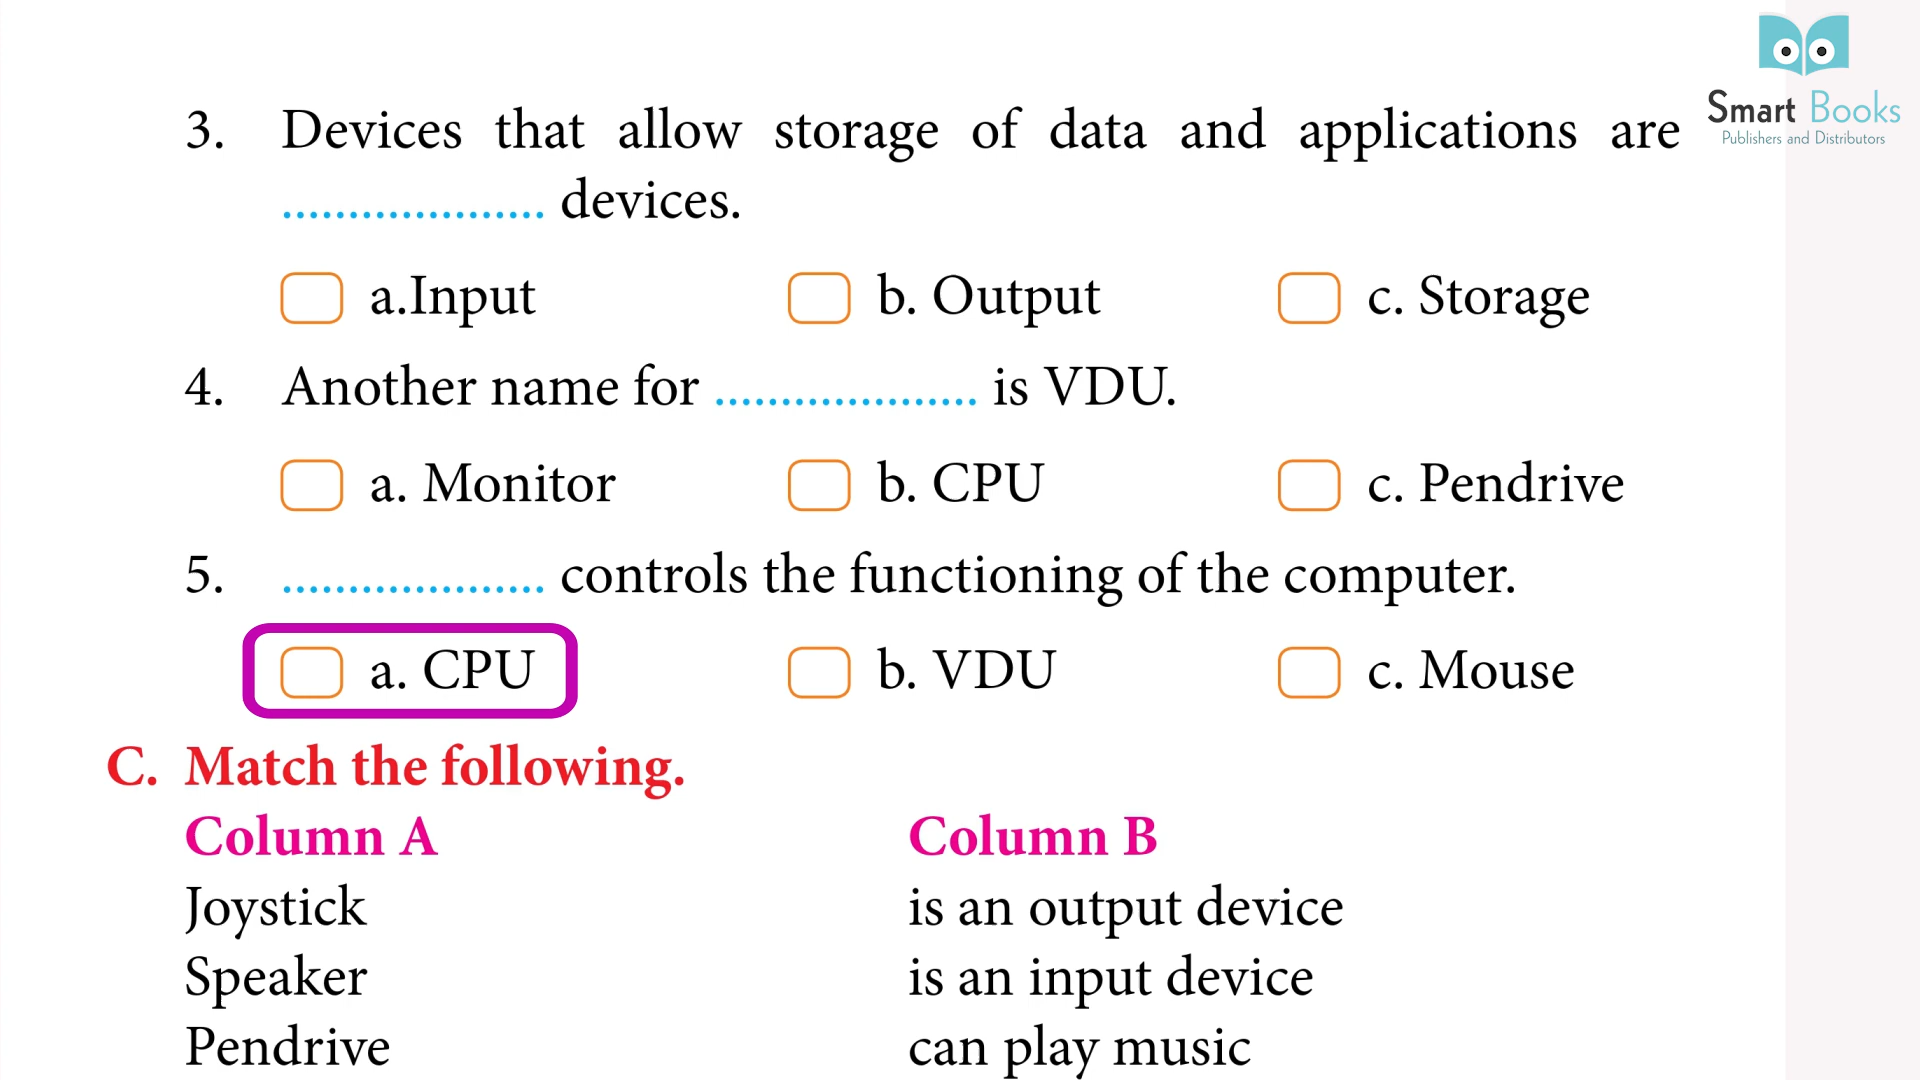 Smart Books
Publishers and Distributors
3. Devices that allow storage of data and applications are
.................... devices.
a.Input b. Output c. Storage
4. Another name for .................... is VDU.
a. Monitor b. CPU c. Pendrive
5. .................... controls the functioning of the computer.
a. CPU b. VDU c. Mouse
C. Match the following.
Column A Column B
Joystick is an output device
Speaker is an input device
Pendrive can play music